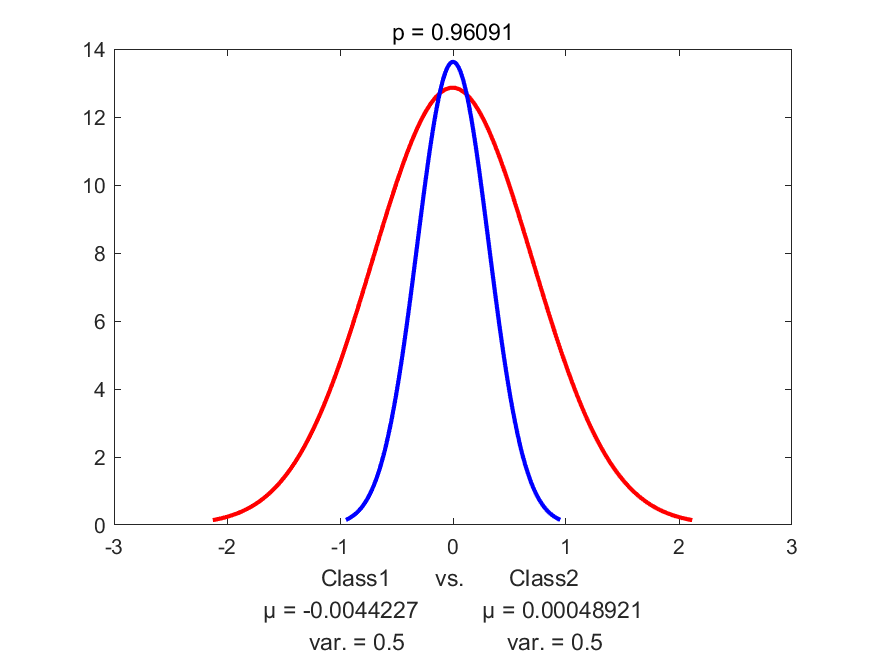 p = 0.96091
14
12
10
8
6
4
2
0
-3 -2 -1 0 1 2 3
Class1 vs. Class2
μ = -0.0044227 μ = 0.00048921
var. = 0.5 var. = 0.5